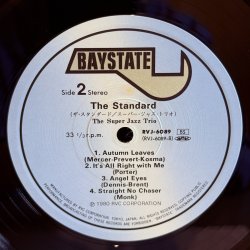 BAYSTATE
Side 2 Stereo
The Standard
(ザ・スタンダード/スーパー・ジャズ・トリオ)
The Super Jazz Trio
33 1/3 r.p.m.
RVJ-6089
(RVJ-6089-B)
1. Autumn Leaves
(Mercer-Prevert-Kosma)
2. It's All Right with Me
(Porter)
3. Angel Eyes
(Dennis-Brent)
4. Straight No Chaser
(Monk)
℗ 1980 RVC CORPORATION